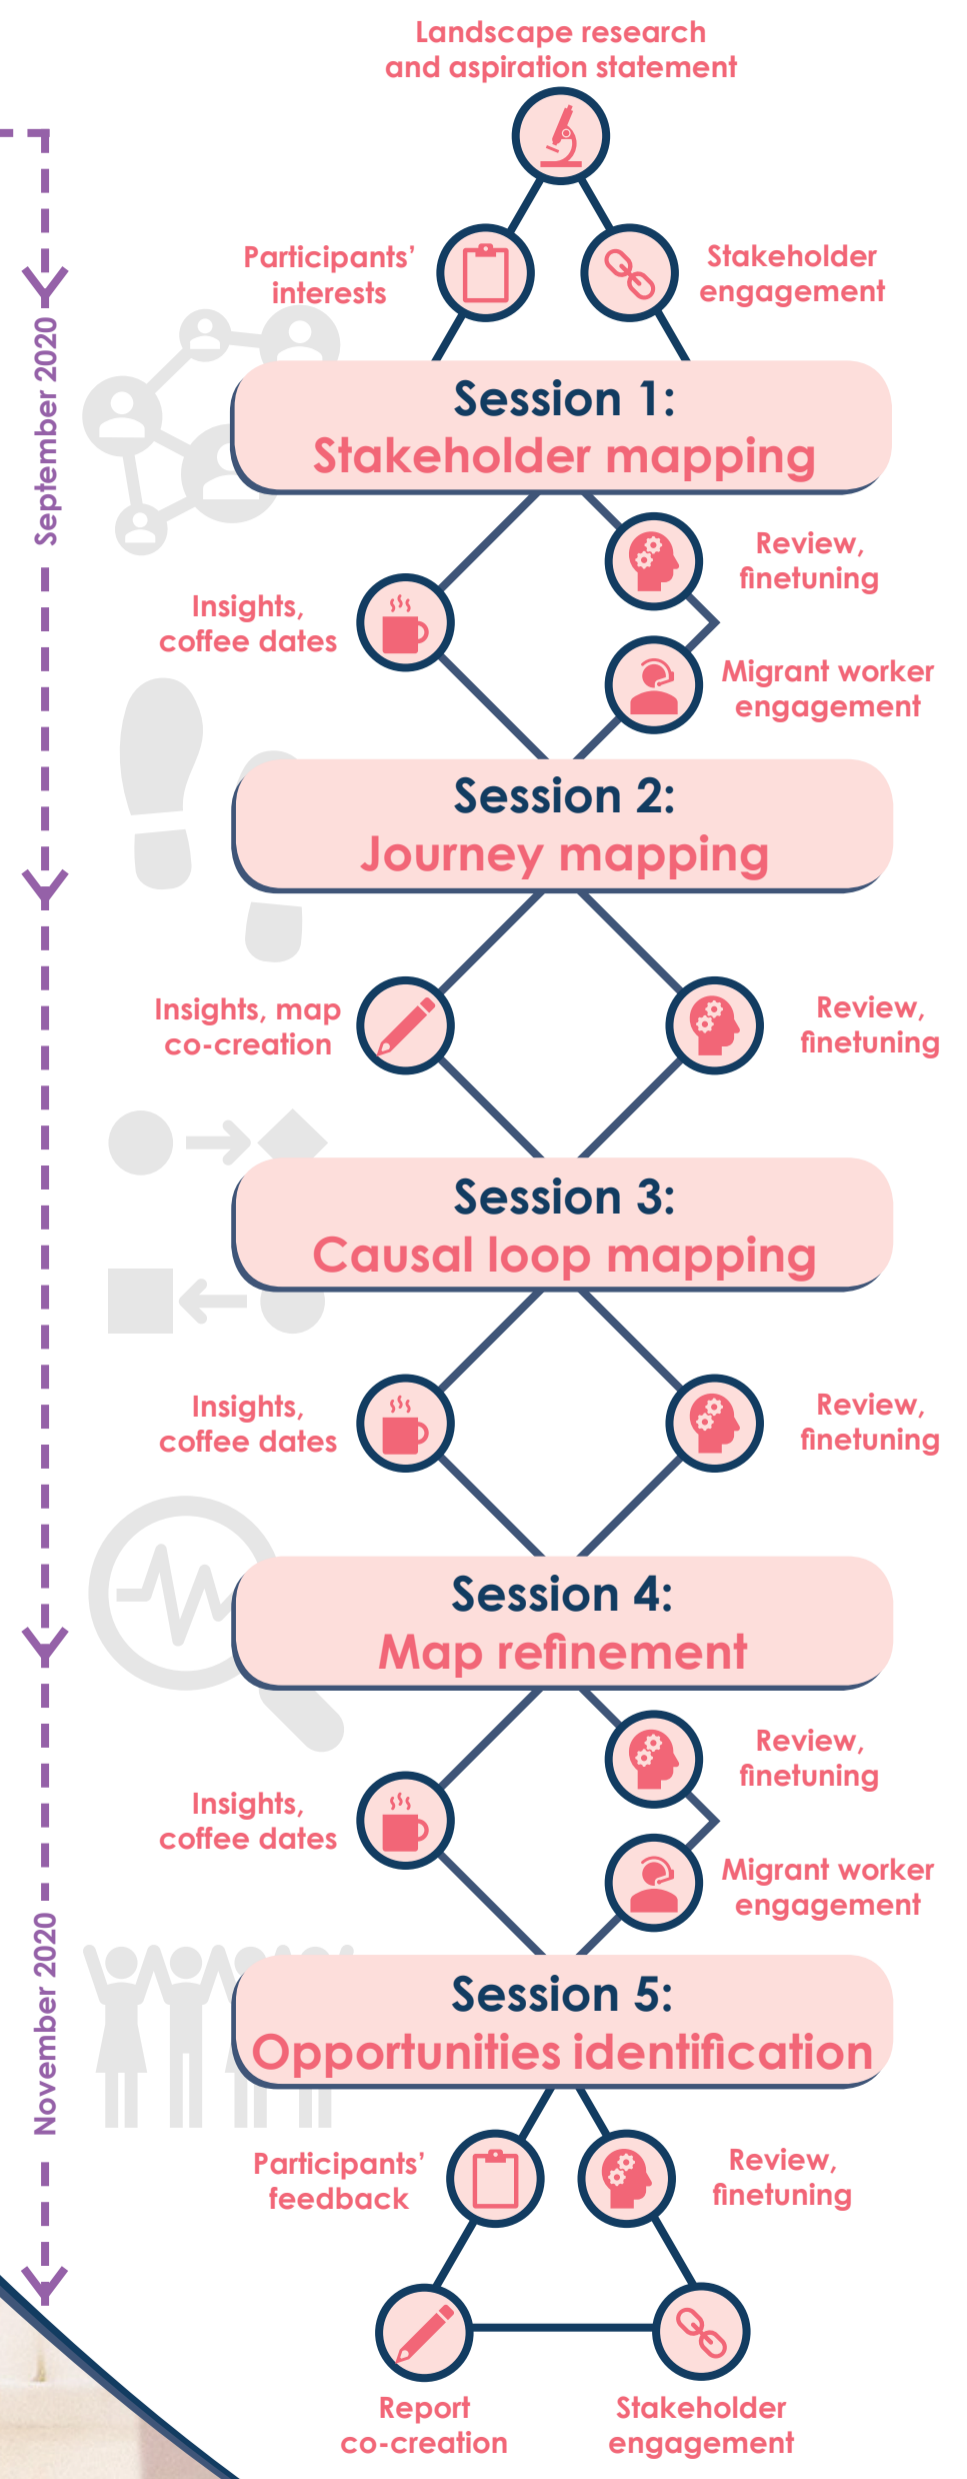 Landscape research
and aspiration statement
Participants’
interests
Stakeholder
engagement
September 2020
Session 1:
Stakeholder mapping
Review,
finetuning
Insights,
coffee dates
Migrant worker
engagement
Session 2:
Journey mapping
Insights, map
co-creation
Review,
finetuning
Session 3:
Causal loop mapping
Insights,
coffee dates
Review,
finetuning
Session 4:
Map refinement
Review,
finetuning
Insights,
coffee dates
Migrant worker
engagement
November 2020
Session 5:
Opportunities identification
Participants’
feedback
Review,
finetuning
Report
co-creation
Stakeholder
engagement